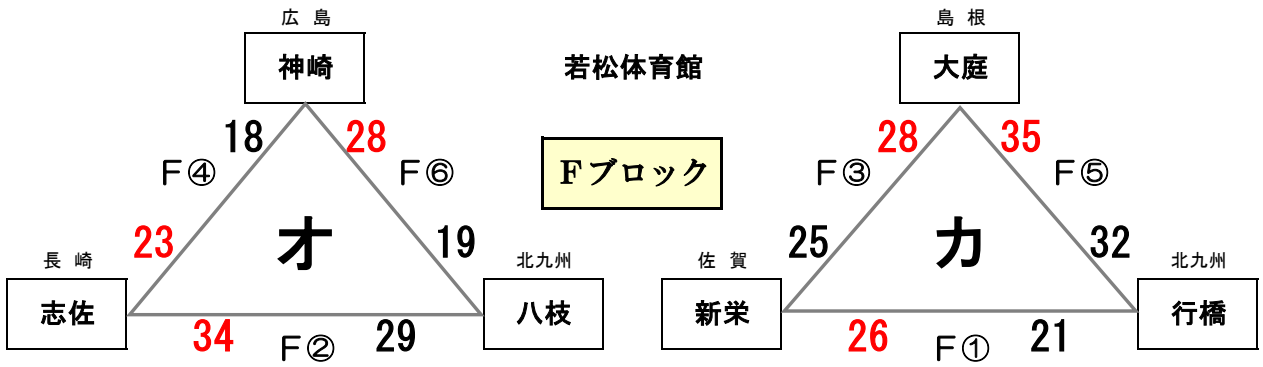 広島
神崎
若松体育館
島根
大庭
18
28
28
35
F④
F⑥
Fブロック
F③
F⑤
オ
カ
23
19
25
32
長崎
志佐
北九州
八枝
佐賀
新栄
北九州
行橋
34
F②
29
26
F①
21